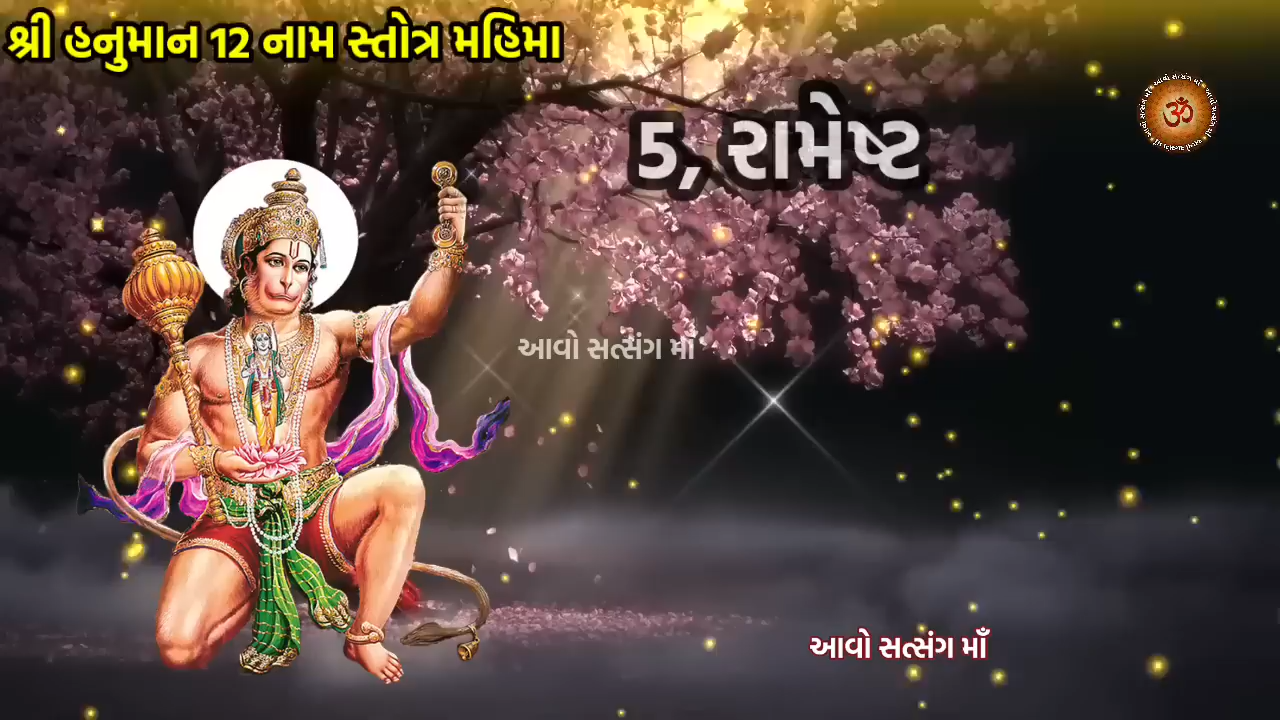 શ્રી હનુમાન 12 નામ સ્તોત્ર મહિમા
5, રામેષ્ટ
ૐ
આવો સત્સંગ માઁ
આવો સત્સંગ માઁ